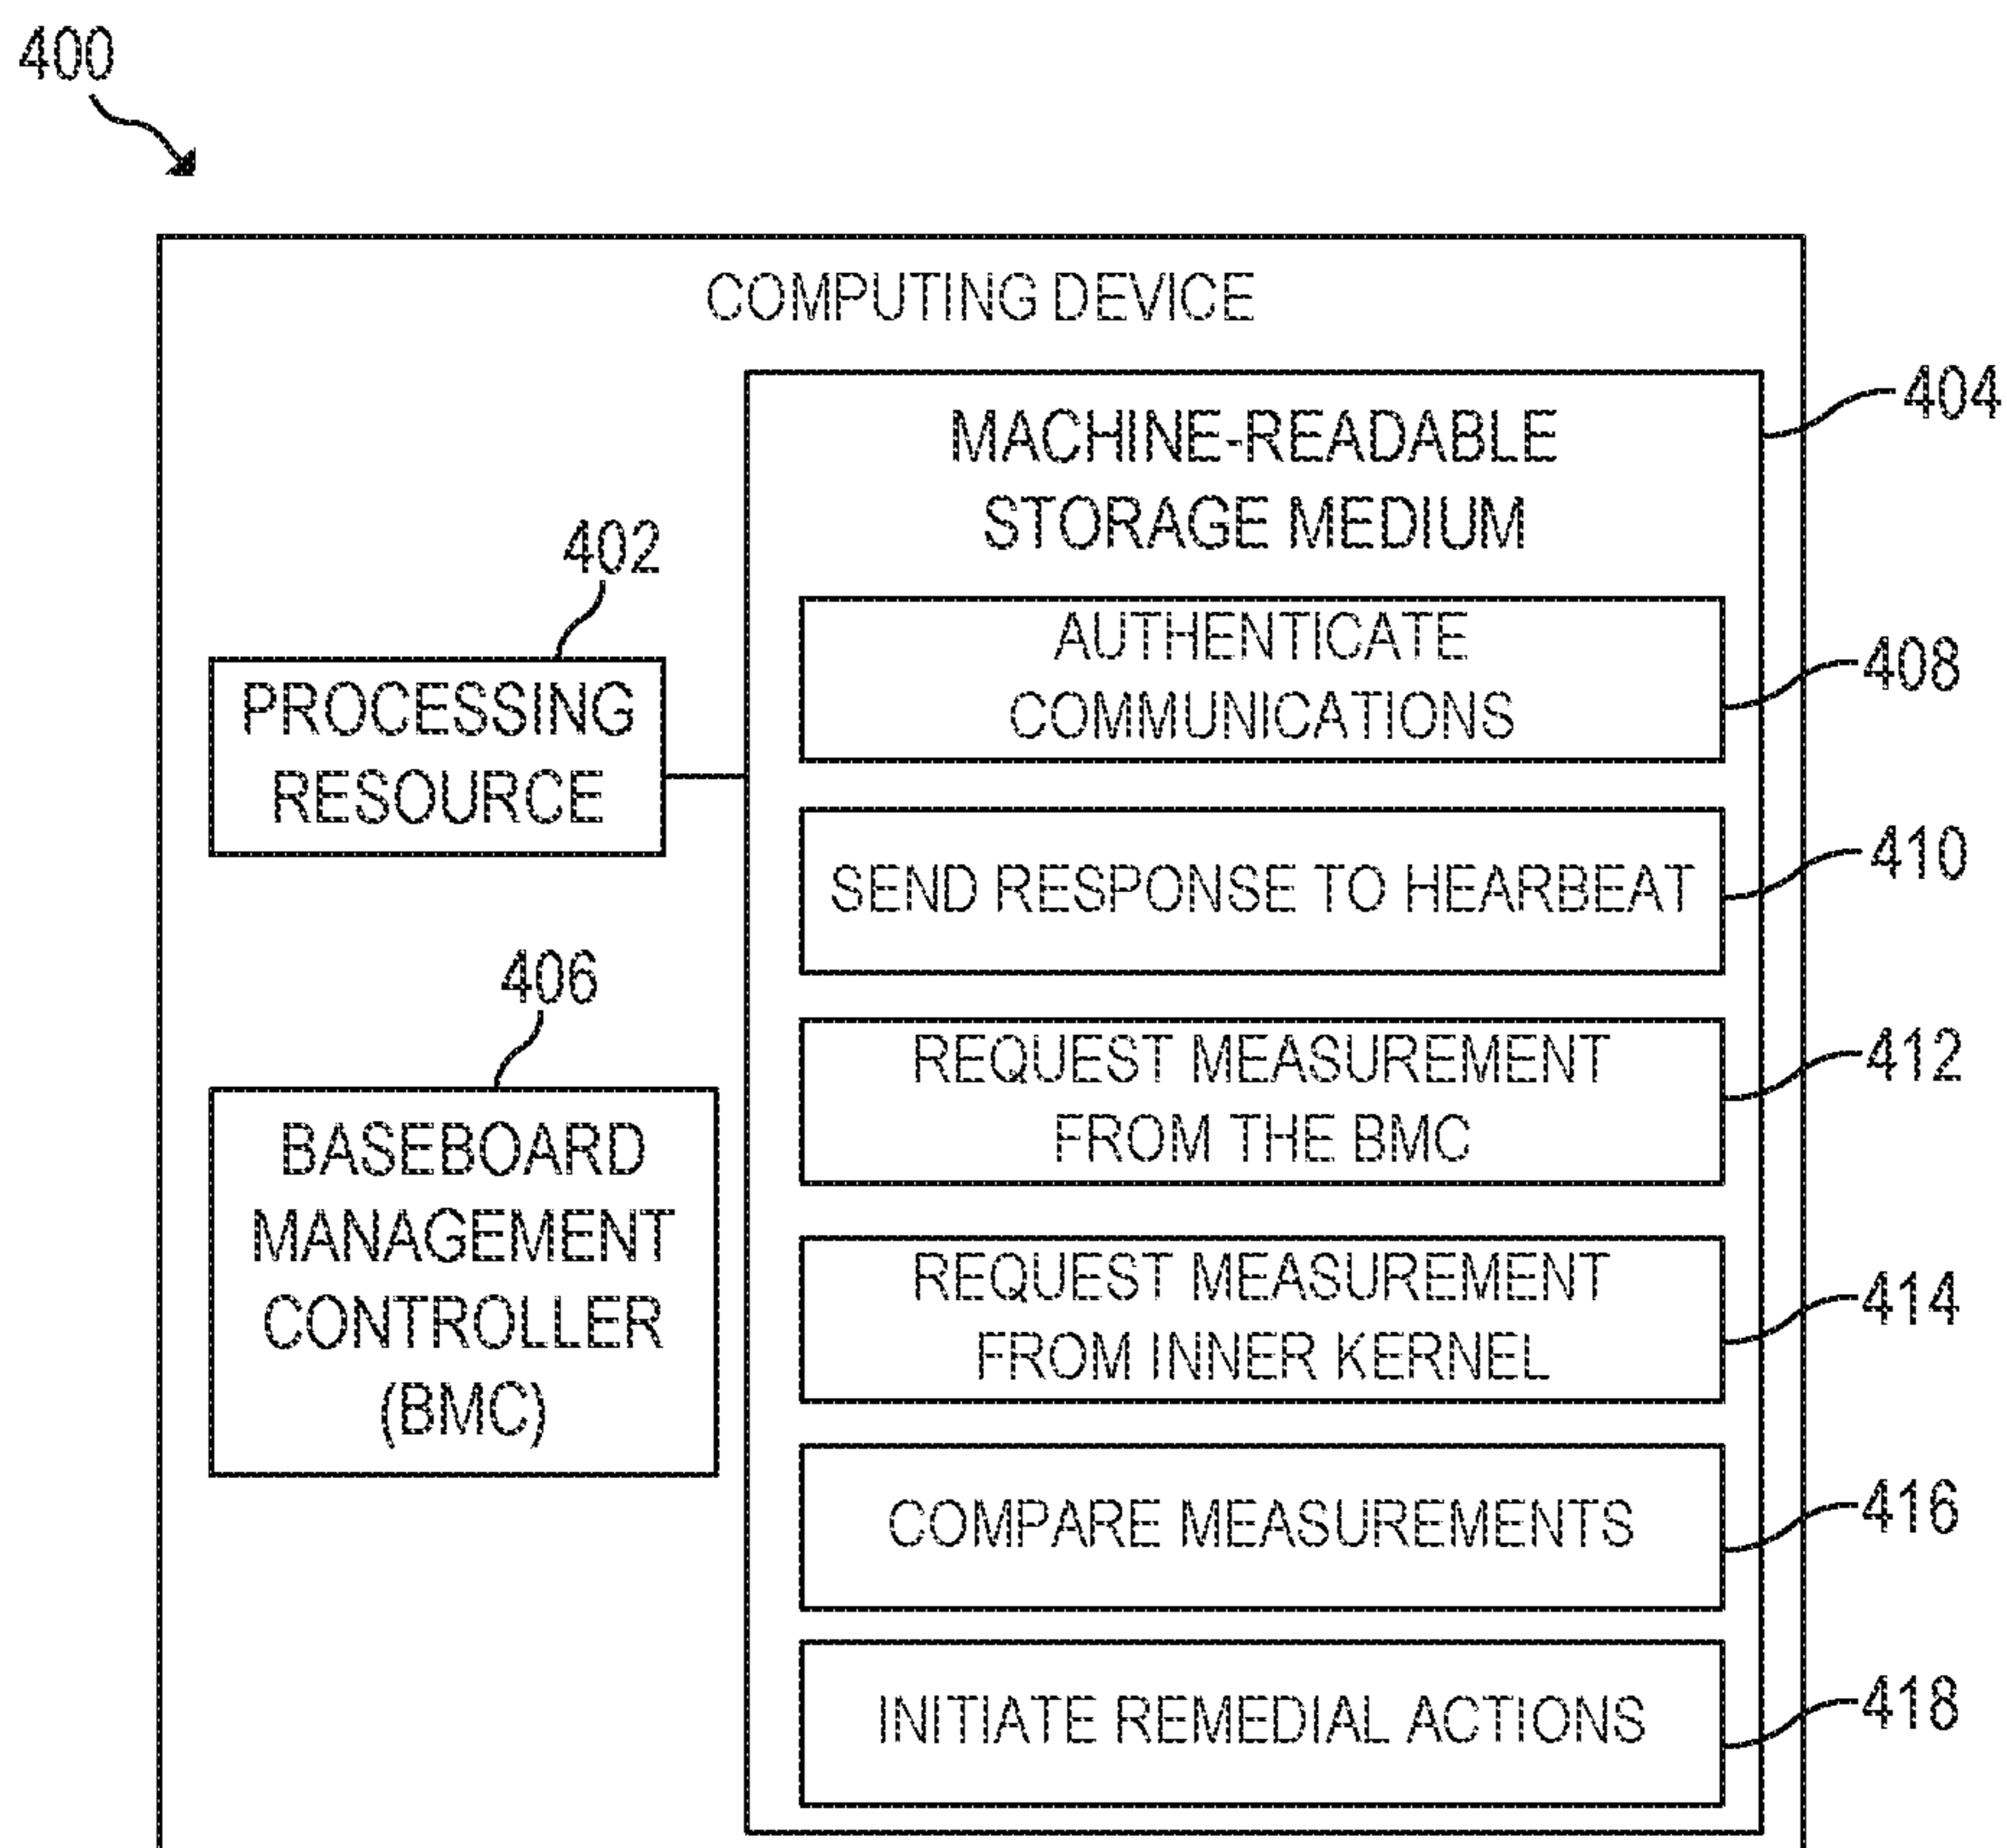 400
COMPUTING DEVICE
404
MACHINE-READABLE
STORAGE MEDIUM
402
PROCESSING
RESOURCE
AUTHENTICATE
COMMUNICATIONS
408
SEND RESPONSE TO HEARBEAT
410
406
BASEBOARD
MANAGEMENT
CONTROLLER
(BMC)
REQUEST MEASUREMENT
FROM THE BMC
412
REQUEST MEASUREMENT
FROM INNER KERNEL
414
COMPARE MEASUREMENTS
416
INITIATE REMEDIAL ACTIONS
418